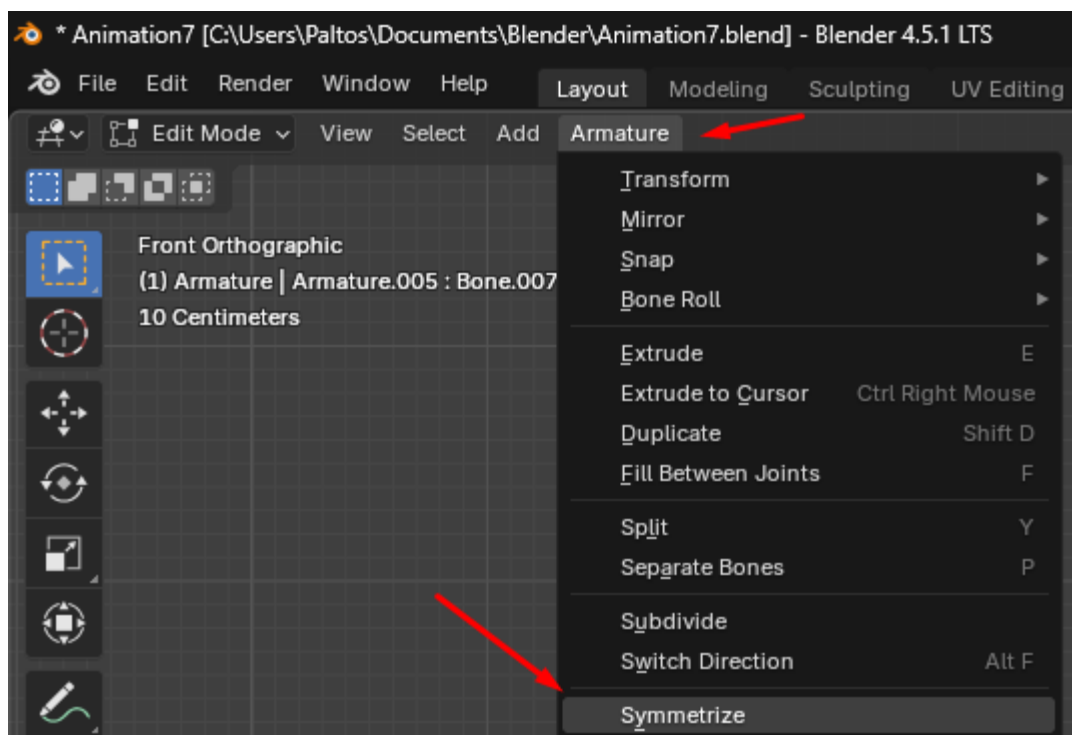 * Animation7 [C:\Users\Paltos\Documents\Blender\Animation7.blend] - Blender 4.5.1 LTS
File Edit Render Window Help Layout Modeling Sculpting UV Editing
Edit Mode View Select Add Armature
Transform
Mirror
Front Orthographic
Snap
(1) Armature | Armature.005 : Bone.007
Bone Roll
10 Centimeters
Extrude E
Extrude to Cursor Ctrl Right Mouse
Duplicate Shift D
Fill Between Joints F
Split Y
Separate Bones P
Subdivide
Switch Direction Alt F
Symmetrize